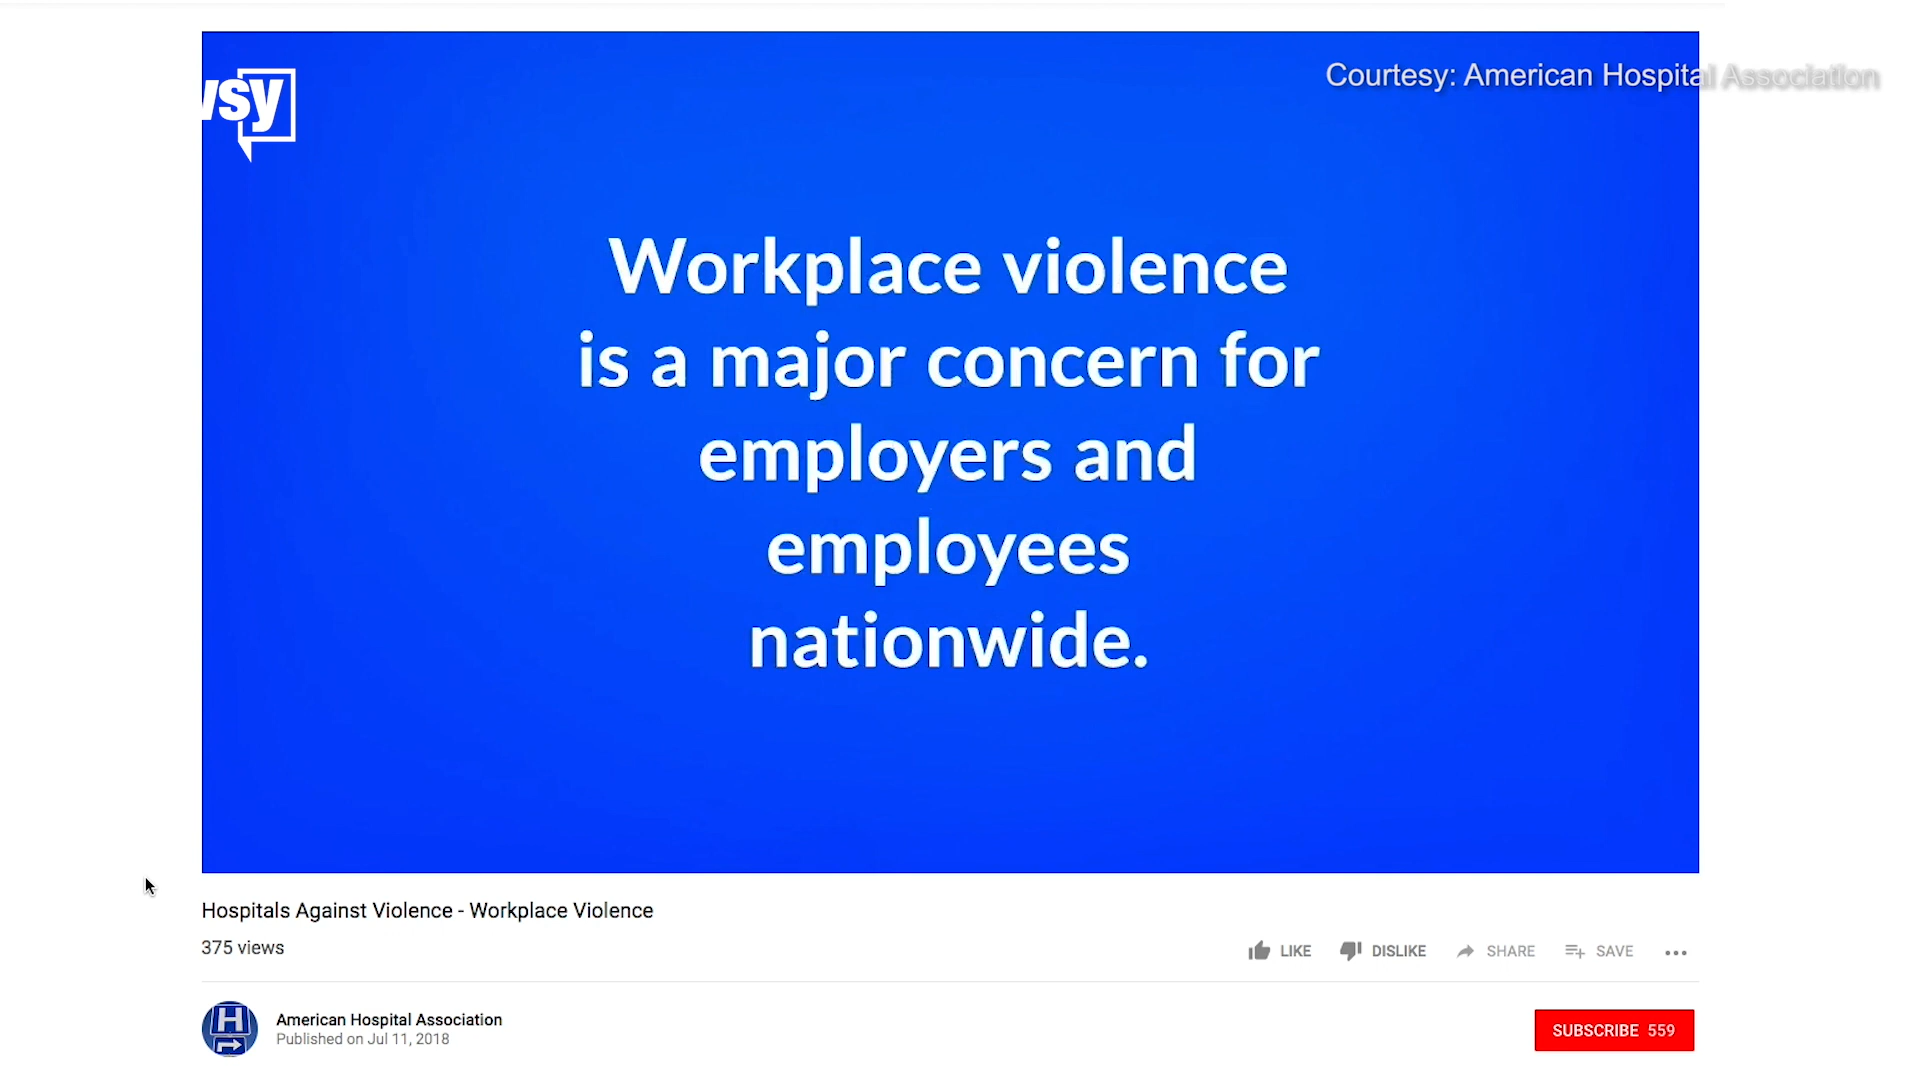 Courtesy: American Hospital Association
Workplace violence
is a major concern for
employers and
employees
nationwide.
Hospitals Against Violence - Workplace Violence
375 views
LIKE DISLIKE SHARE SAVE
American Hospital Association
Published on Jul 11, 2018
SUBSCRIBE 559